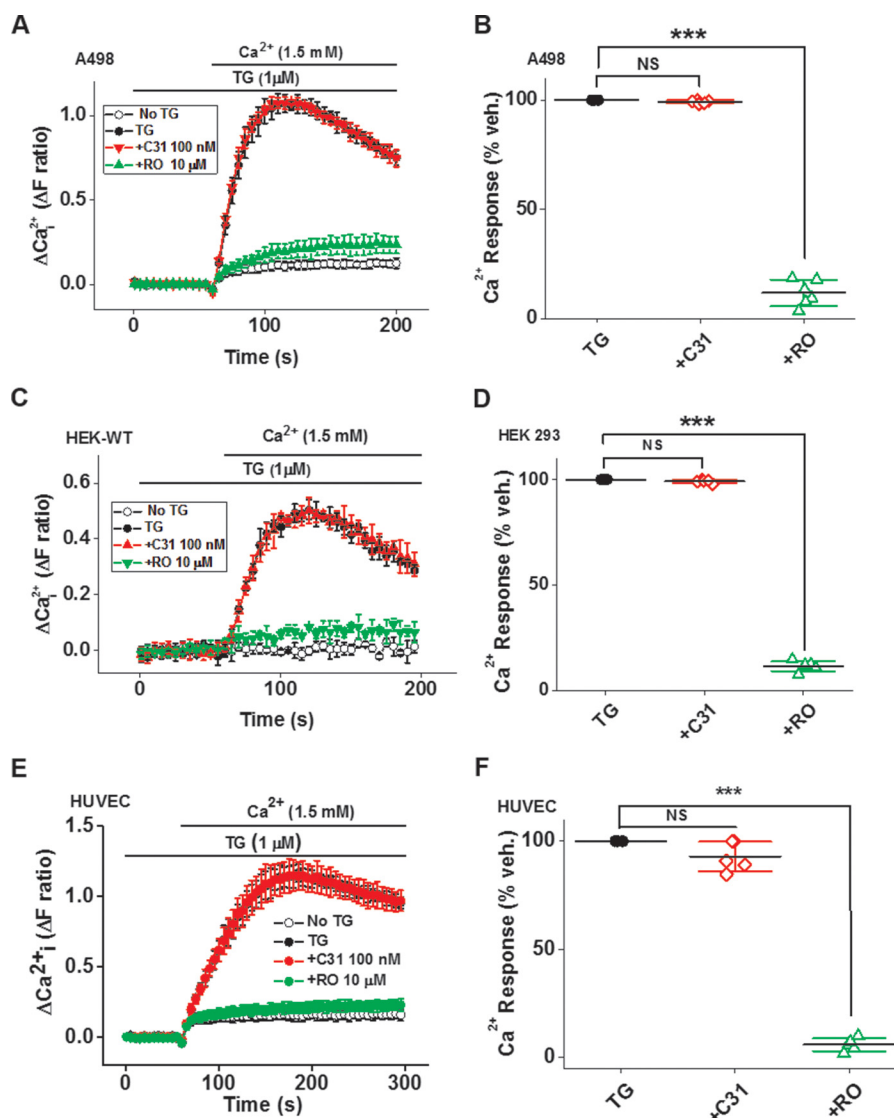 A
A498
Ca²⁺ (1.5 mM)
TG (1μM)
No TG
TG
+C31 100 nM
+RO 10 μM
ΔCa²⁺ᵢ (ΔF ratio)
1.0
0.5
0.0
0 100 200
Time (s)
B
A498
***
NS
Ca²⁺ Response (% veh.)
100
50
0
TG +C31 +RO
C
HEK-WT
Ca²⁺ (1.5 mM)
TG (1μM)
No TG
TG
+C31 100 nM
+RO 10 μM
ΔCa²⁺ᵢ (ΔF ratio)
0.6
0.4
0.2
0.0
0 100 200
Time (s)
D
HEK 293
***
NS
Ca²⁺ Response (% veh.)
100
50
0
TG +C31 +RO
E
HUVEC
Ca²⁺ (1.5 mM)
TG (1 μM)
No TG
TG
+C31 100 nM
+RO 10 μM
ΔCa²⁺ᵢ (ΔF ratio)
1.5
1.0
0.5
0.0
0 100 200 300
Time (s)
F
HUVEC
***
NS
Ca²⁺ Response (% veh.)
100
50
0
TG +C31 +RO